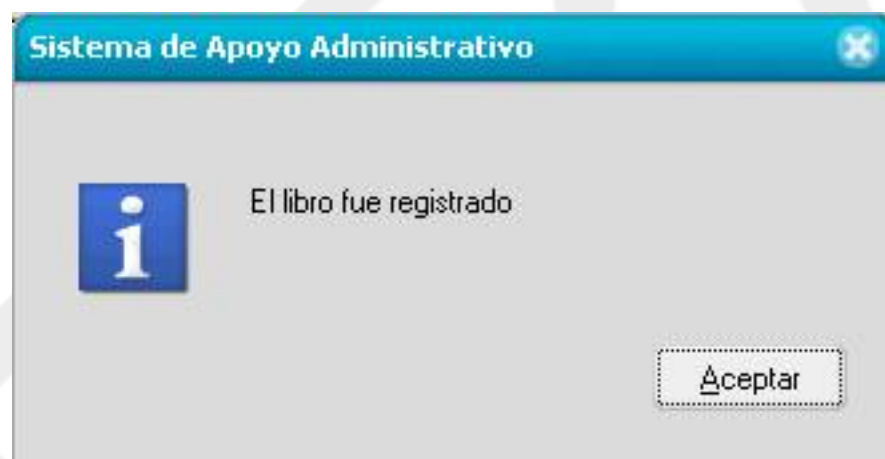 Sistema de Apoyo Administrativo
El libro fue registrado
Aceptar